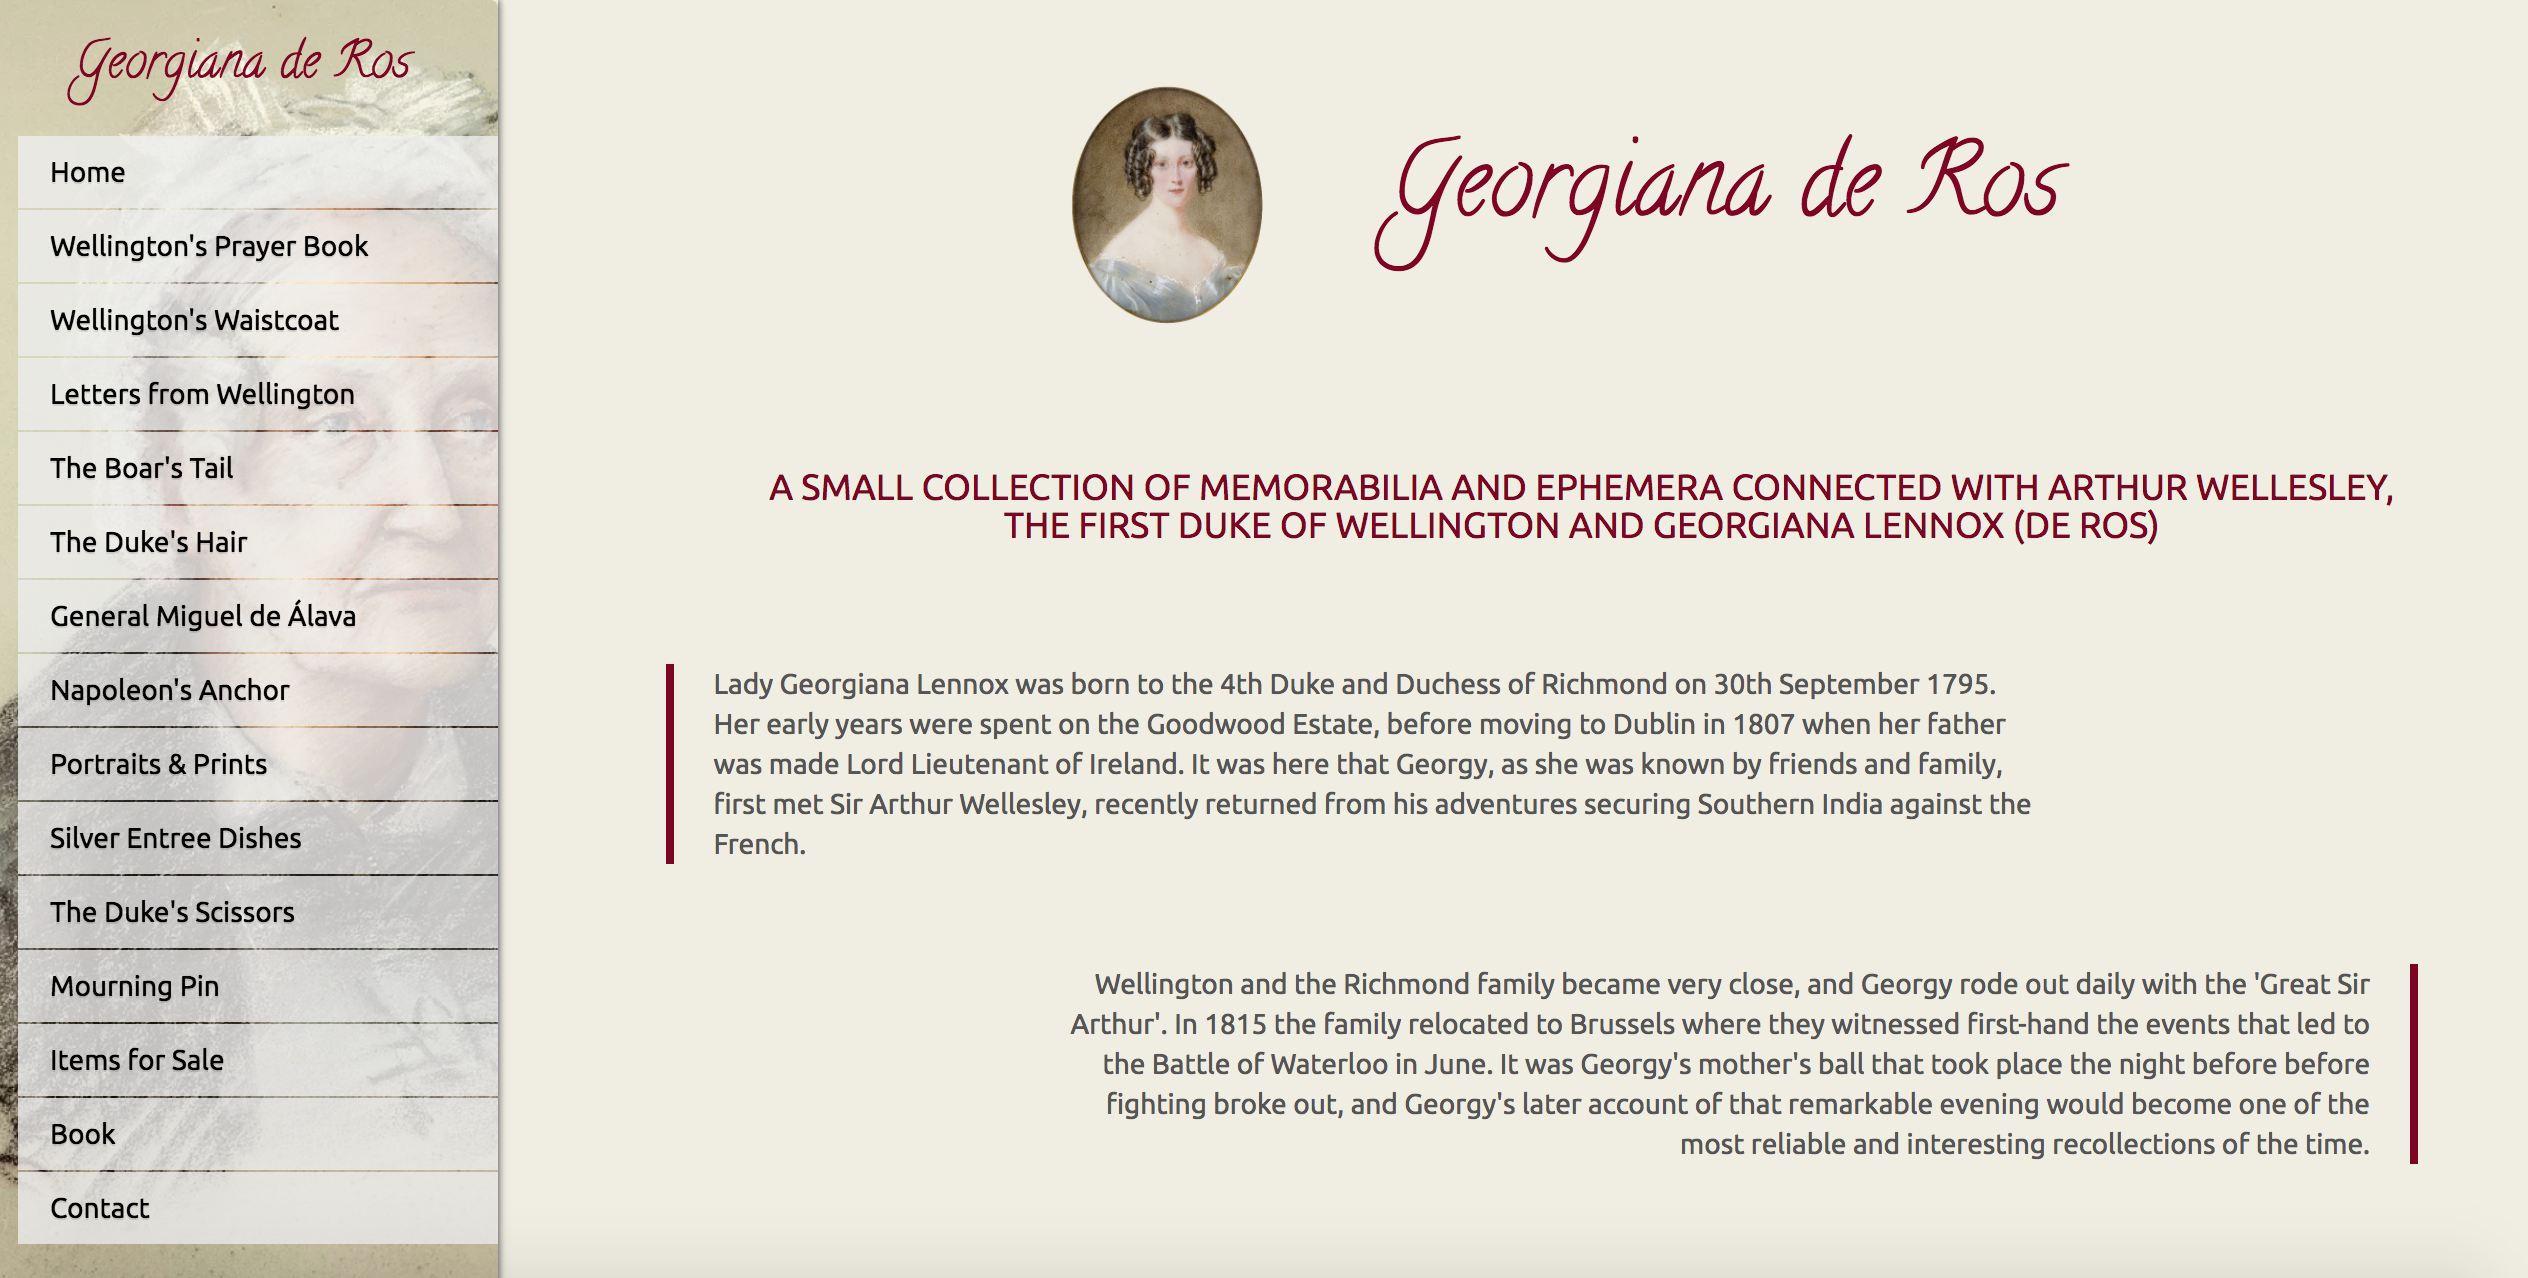 Georgiana de Ros
Home
Wellington's Prayer Book
Wellington's Waistcoat
Letters from Wellington
The Boar's Tail
The Duke's Hair
General Miguel de Álava
Napoleon's Anchor
Portraits & Prints
Silver Entree Dishes
The Duke's Scissors
Mourning Pin
Items for Sale
Book
Contact
Georgiana de Ros
A SMALL COLLECTION OF MEMORABILIA AND EPHEMERA CONNECTED WITH ARTHUR WELLESLEY,
THE FIRST DUKE OF WELLINGTON AND GEORGIANA LENNOX (DE ROS)
Lady Georgiana Lennox was born to the 4th Duke and Duchess of Richmond on 30th September 1795.
Her early years were spent on the Goodwood Estate, before moving to Dublin in 1807 when her father
was made Lord Lieutenant of Ireland. It was here that Georgy, as she was known by friends and family,
first met Sir Arthur Wellesley, recently returned from his adventures securing Southern India against the
French.
Wellington and the Richmond family became very close, and Georgy rode out daily with the 'Great Sir
Arthur'. In 1815 the family relocated to Brussels where they witnessed first-hand the events that led to
the Battle of Waterloo in June. It was Georgy's mother's ball that took place the night before before
fighting broke out, and Georgy's later account of that remarkable evening would become one of the
most reliable and interesting recollections of the time.